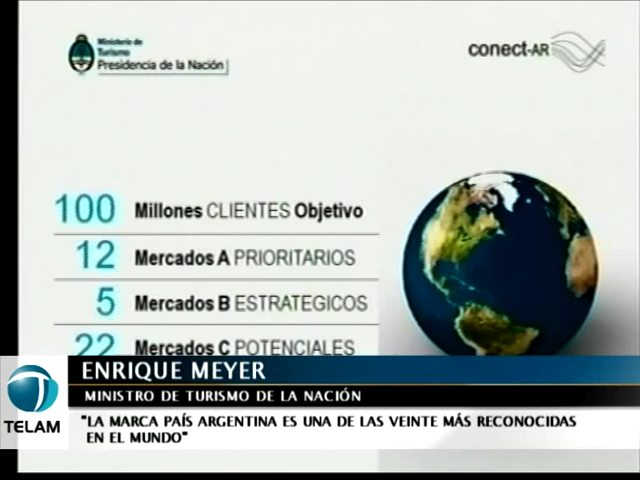 Ministerio de
Turismo
Presidencia de la Nación
conect-AR
100 Millones CLIENTES Objetivo
12 Mercados A PRIORITARIOS
5 Mercados B ESTRATEGICOS
22 Mercados C POTENCIALES
ENRIQUE MEYER
MINISTRO DE TURISMO DE LA NACIÓN
TELAM
"LA MARCA PAÍS ARGENTINA ES UNA DE LAS VEINTE MÁS RECONOCIDAS
EN EL MUNDO"